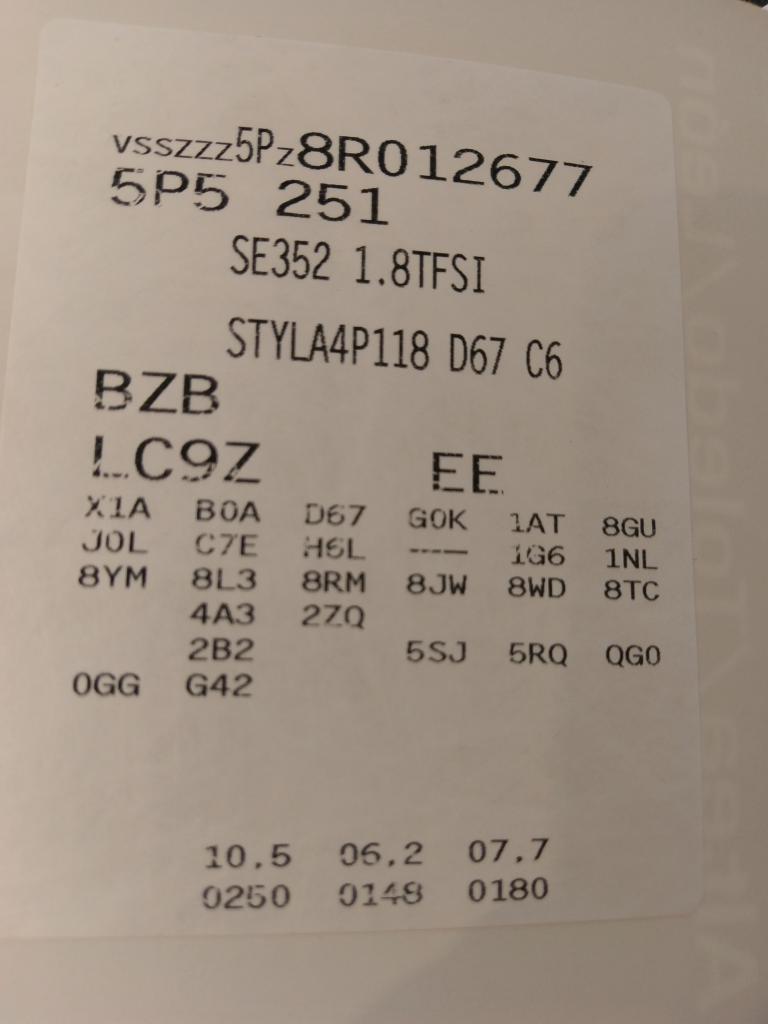 VSSZZZ5PZ8R012677
5P5 251
SE352 1.8TFSI
STYLA4P118 D67 C6
BZB
LC9Z EE
X1A B0A D67 G0K 1AT 8GU
J0L C7E H6L ----- 1G6 1NL
8YM 8L3 8RM 8JW 8WD 8TC
4A3 2ZQ
2B2 5SJ 5RQ QG0
0GG G42
10.5 06.2 07.7
0250 0148 0180